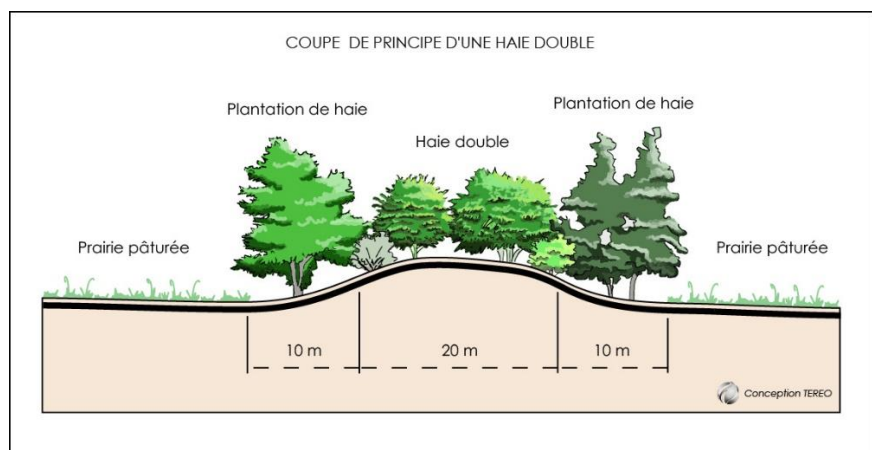 COUPE DE PRINCIPE D'UNE HAIE DOUBLE
Plantation de haie
Haie double
Plantation de haie
Prairie pâturée
Prairie pâturée
10 m
20 m
10 m
Conception TEREO